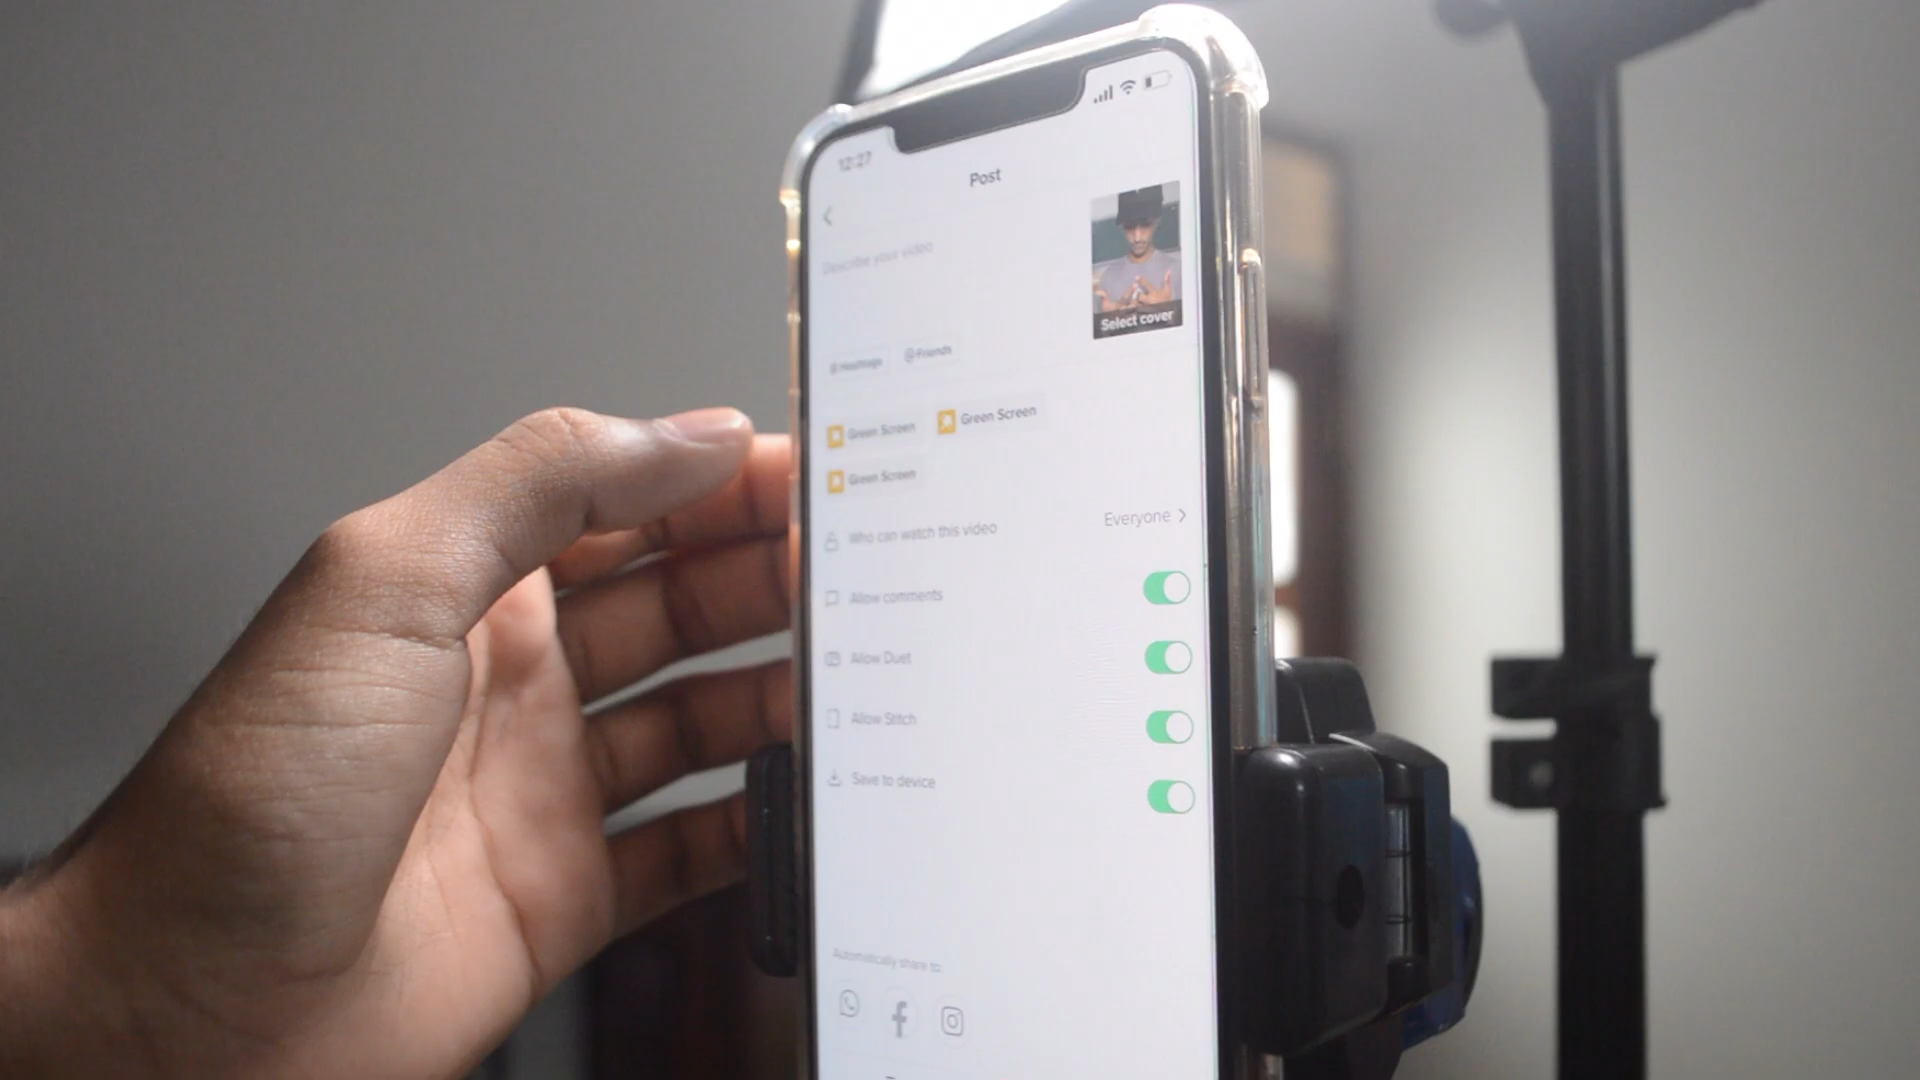 12:27
Post
Describe your video
Select cover
# Hashtags @ Friends
Green Screen Green Screen
Green Screen
Who can watch this video Everyone >
Allow comments
Allow Duet
Allow Stitch
Save to device
Automatically share to: